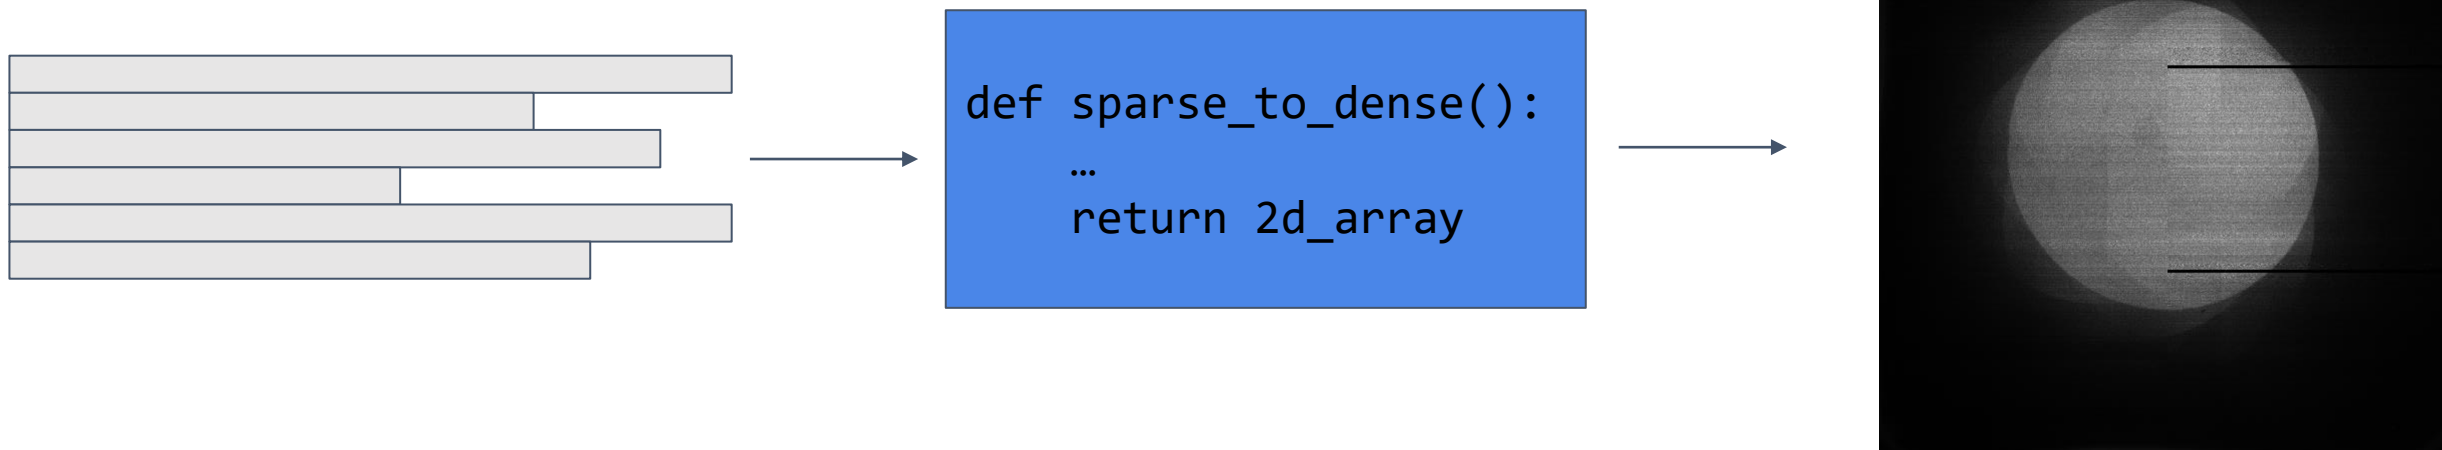 def sparse_to_dense():
…
return 2d_array